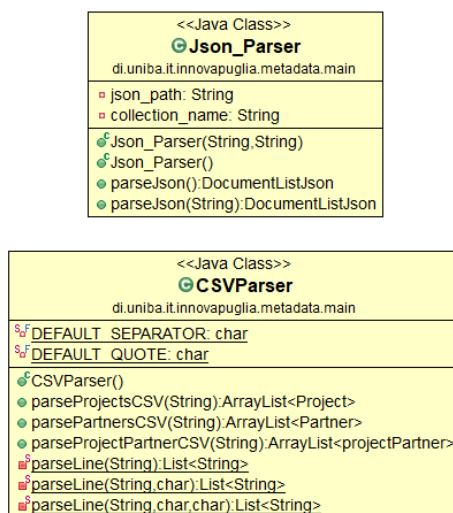 <<Java Class>>
Json_Parser
di.uniba.it.innovapuglia.metadata.main
json_path: String
collection_name: String
Json_Parser(String,String)
Json_Parser()
parseJson():DocumentListJson
parseJson(String):DocumentListJson
<<Java Class>>
CSVParser
di.uniba.it.innovapuglia.metadata.main
DEFAULT_SEPARATOR: char
DEFAULT_QUOTE: char
CSVParser()
parseProjectsCSV(String):ArrayList<Project>
parsePartnersCSV(String):ArrayList<Partner>
parseProjectPartnerCSV(String):ArrayList<projectPartner>
parseLine(String):List<String>
parseLine(String,char):List<String>
parseLine(String,char,char):List<String>